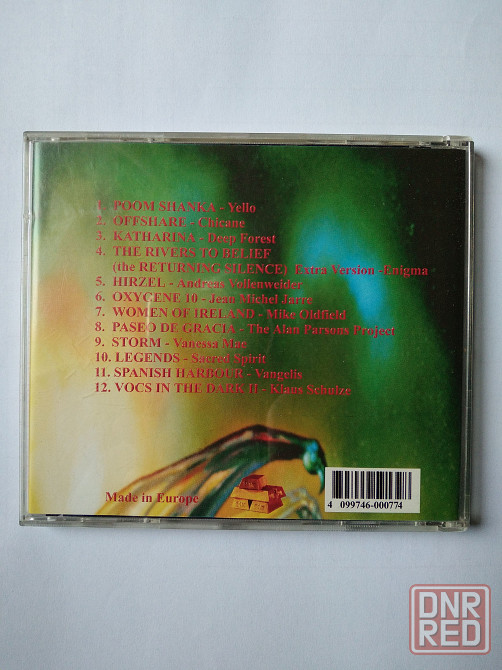 1. POOM SHANKA - Yello
2. OFFSHARE - Chicane
3. KATHARINA - Deep Forest
4. THE RIVERS TO BELIEF
(the RETURNING SILENCE) Extra Version -Enigma
5. HIRZEL - Andreas Vollenweider
6. OXYCENE 10 - Jean Michel Jarre
7. WOMEN OF IRELAND - Mike Oldfield
8. PASEO DE GRACIA - The Alan Parsons Project
9. STORM - Vanessa Mae
10. LEGENDS - Sacred Spirit
11. SPANISH HARBOUR - Vangelis
12. VOCS IN THE DARK II - Klaus Schulze
Made in Europe
4 099746 000774
DNR
RED